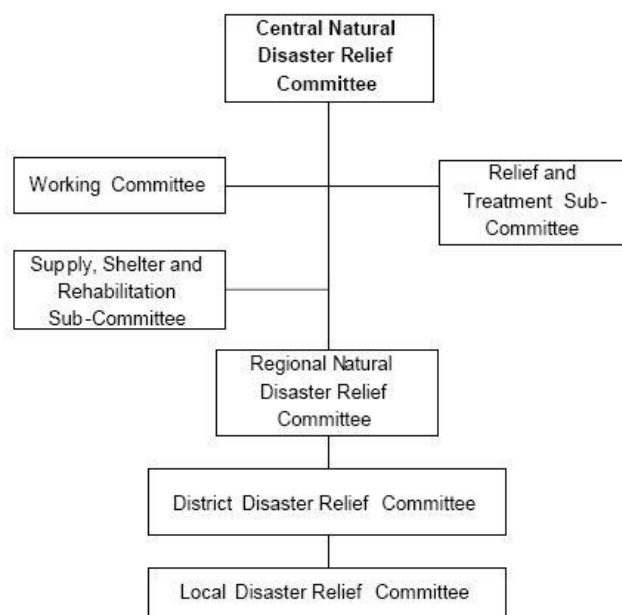 Central Natural
Disaster Relief
Committee
Working Committee
Relief and
Treatment Sub-
Committee
Supply, Shelter and
Rehabilitation
Sub-Committee
Regional Natural
Disaster Relief
Committee
District Disaster Relief Committee
Local Disaster Relief Committee